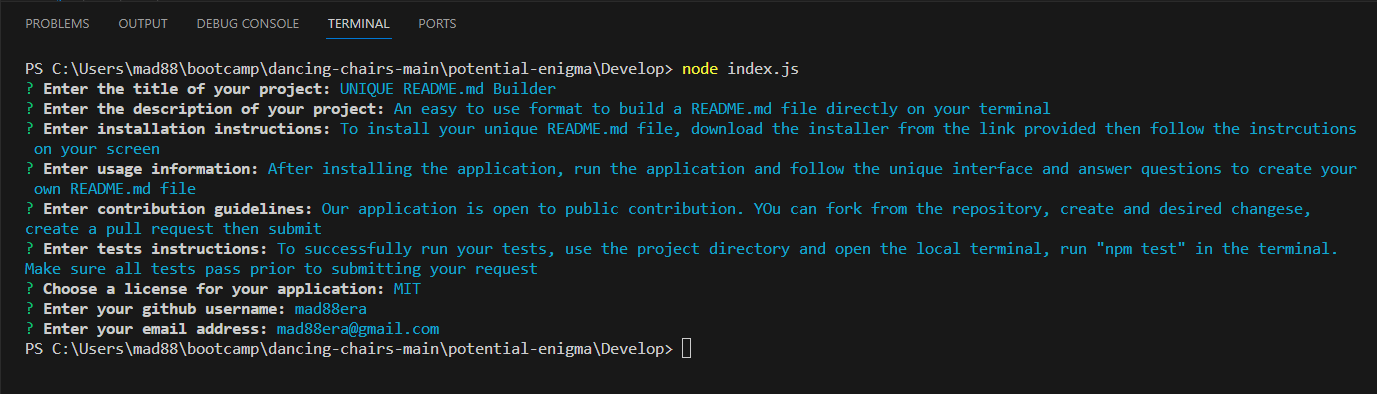 PROBLEMS OUTPUT DEBUG CONSOLE TERMINAL PORTS
PS C:\Users\mad88\bootcamp\dancing-chairs-main\potential-enigma\Develop> node index.js
? Enter the title of your project: UNIQUE README.md Builder
? Enter the description of your project: An easy to use format to build a README.md file directly on your terminal
? Enter installation instructions: To install your unique README.md file, download the installer from the link provided then follow the instrcutions
on your screen
? Enter usage information: After installing the application, run the application and follow the unique interface and answer questions to create your
own README.md file
? Enter contribution guidelines: Our application is open to public contribution. YOu can fork from the repository, create and desired changese,
create a pull request then submit
? Enter tests instructions: To successfully run your tests, use the project directory and open the local terminal, run "npm test" in the terminal.
Make sure all tests pass prior to submitting your request
? Choose a license for your application: MIT
? Enter your github username: mad88era
? Enter your email address: mad88era@gmail.com
PS C:\Users\mad88\bootcamp\dancing-chairs-main\potential-enigma\Develop>